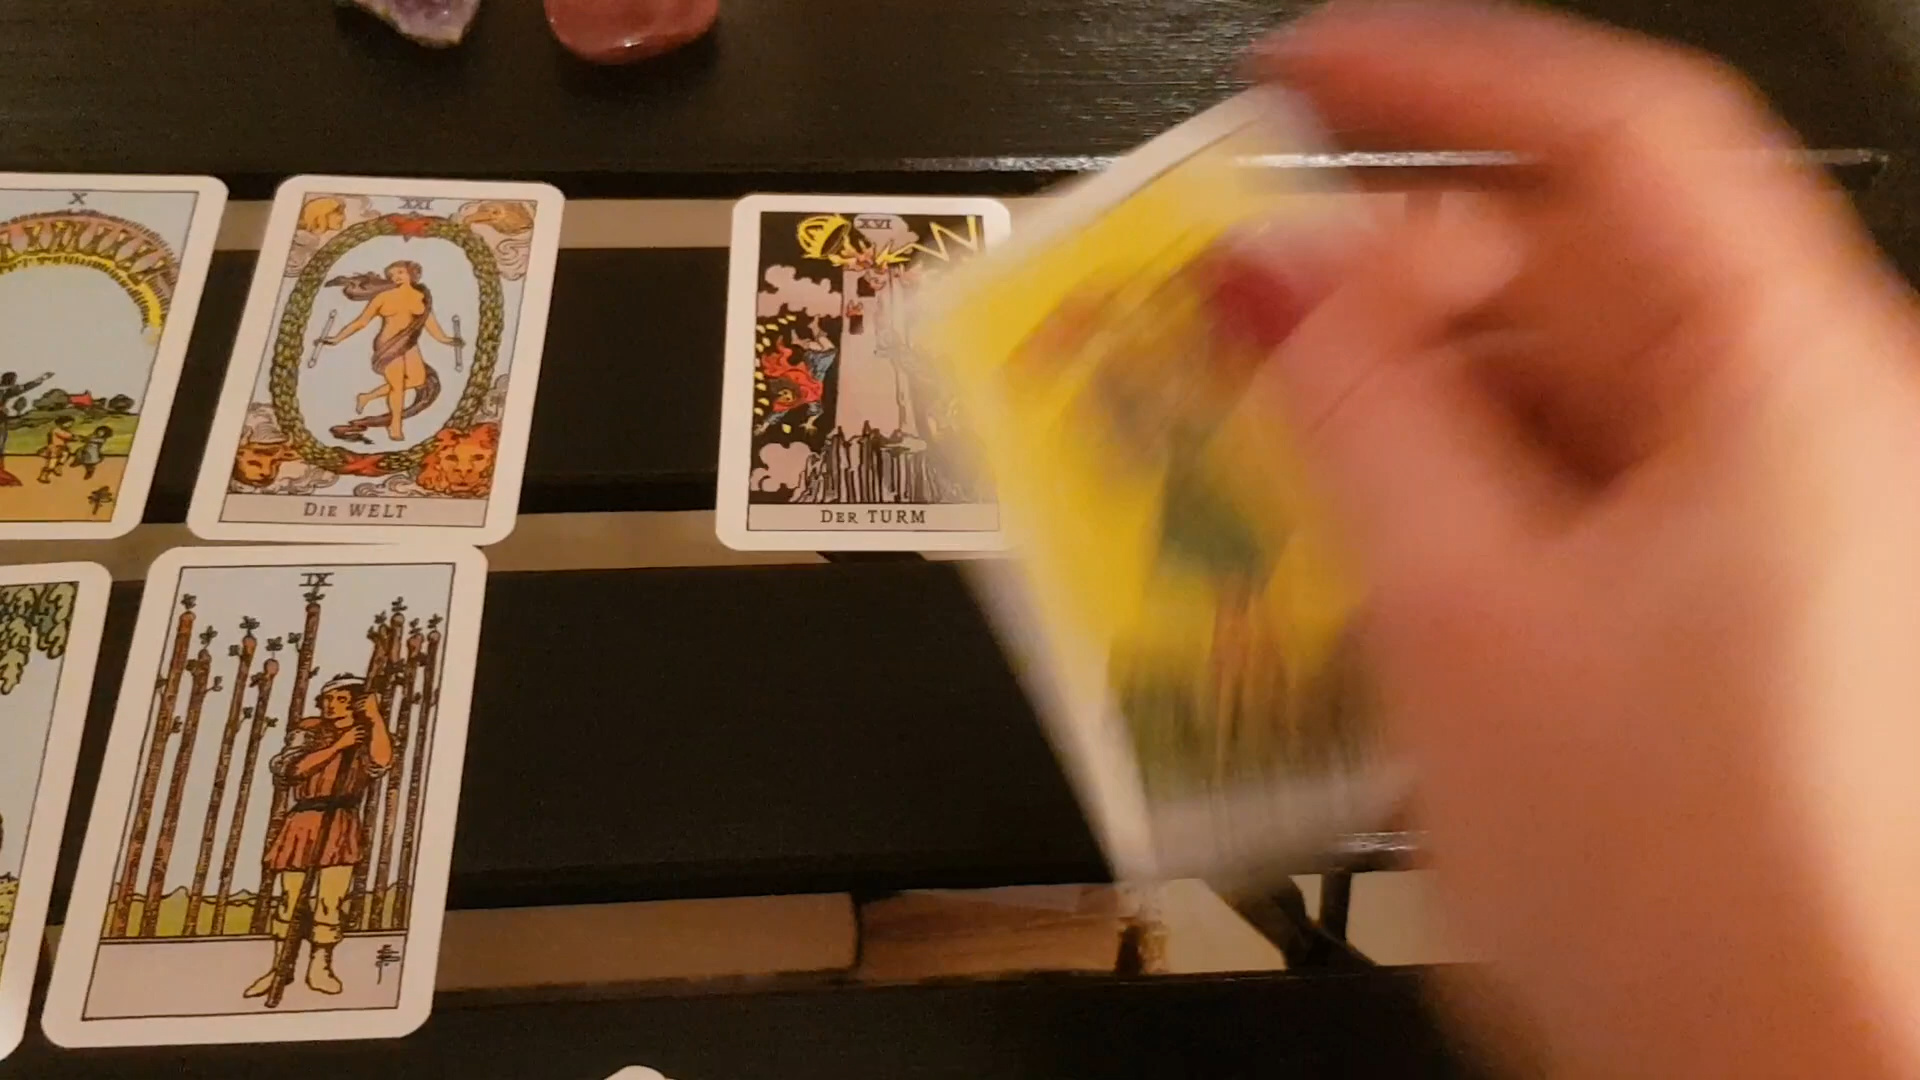 X
XXI
XVI
DIE WELT
DER TURM
IX